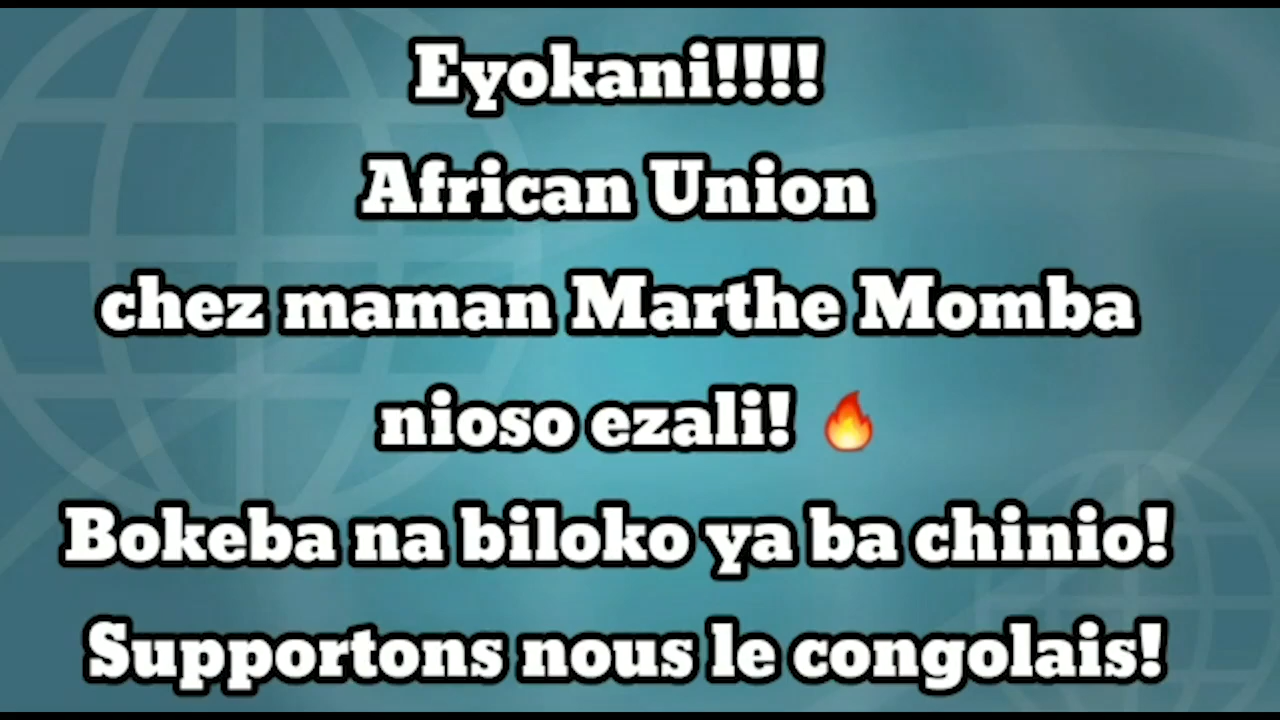 Eyokani!!!!
African Union
chez maman Marthe Momba
nioso ezali! 🔥
Bokeba na biloko ya ba chinio!
Supportons nous le congolais!